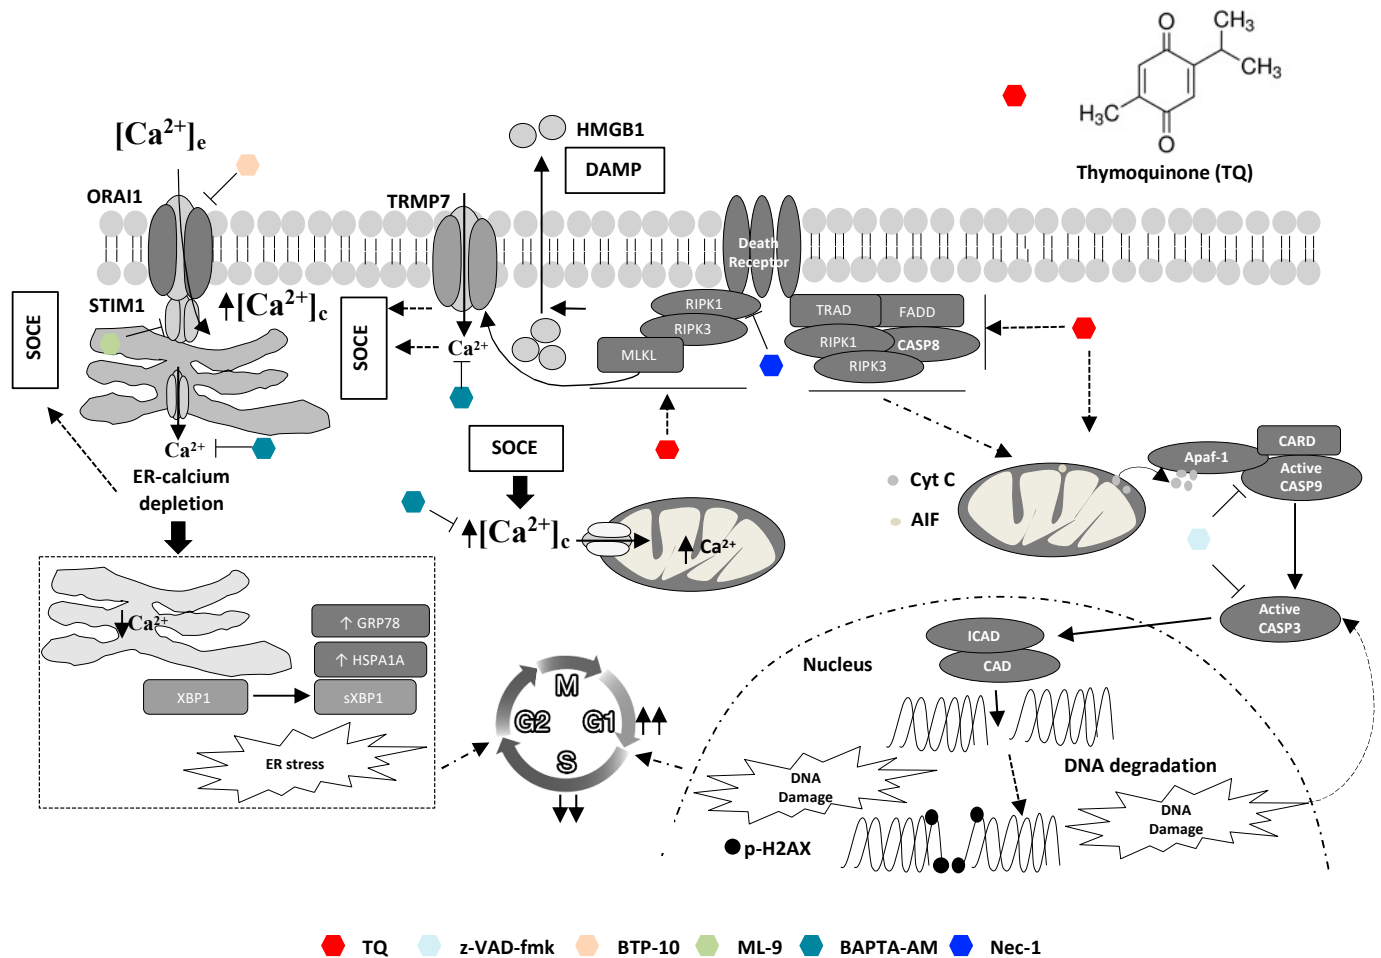 O
CH₃
CH₃
H₃C
O
Thymoquinone (TQ)
[Ca²⁺]e
HMGB1
DAMP
ORAI1
TRMP7
Death
Receptor
STIM1
[Ca²⁺]c
SOCE
SOCE
Ca²⁺
RIPK1
RIPK3
MLKL
TRAD
FADD
RIPK1
CASP8
RIPK3
Ca²⁺
ER-calcium
depletion
SOCE
[Ca²⁺]c
Ca²⁺
Cyt C
AIF
Apaf-1
CARD
Active
CASP9
Active
CASP3
Ca²⁺
↑ GRP78
↑ HSPA1A
XBP1
sXBP1
ER stress
M
G2
G1
S
Nucleus
ICAD
CAD
DNA degradation
DNA
Damage
DNA
Damage
p-H2AX
TQ
z-VAD-fmk
BTP-10
ML-9
BAPTA-AM
Nec-1